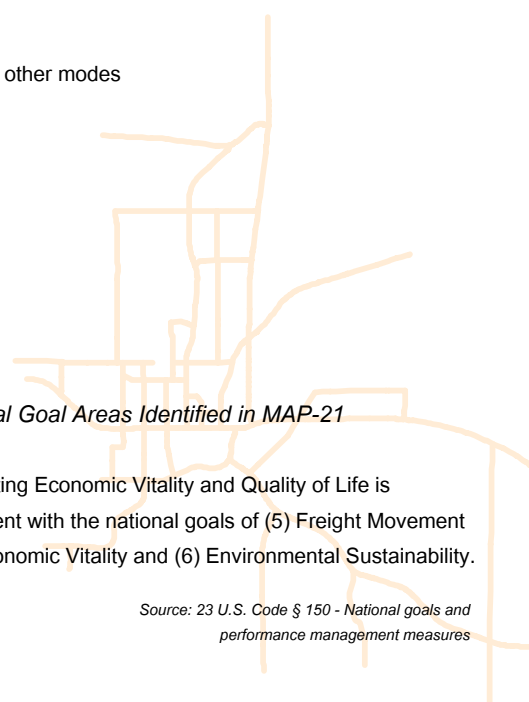 other modes
al Goal Areas Identified in MAP-21
ting Economic Vitality and Quality of Life is
ent with the national goals of (5) Freight Movement
onomic Vitality and (6) Environmental Sustainability.
Source: 23 U.S. Code § 150 - National goals and
performance management measures